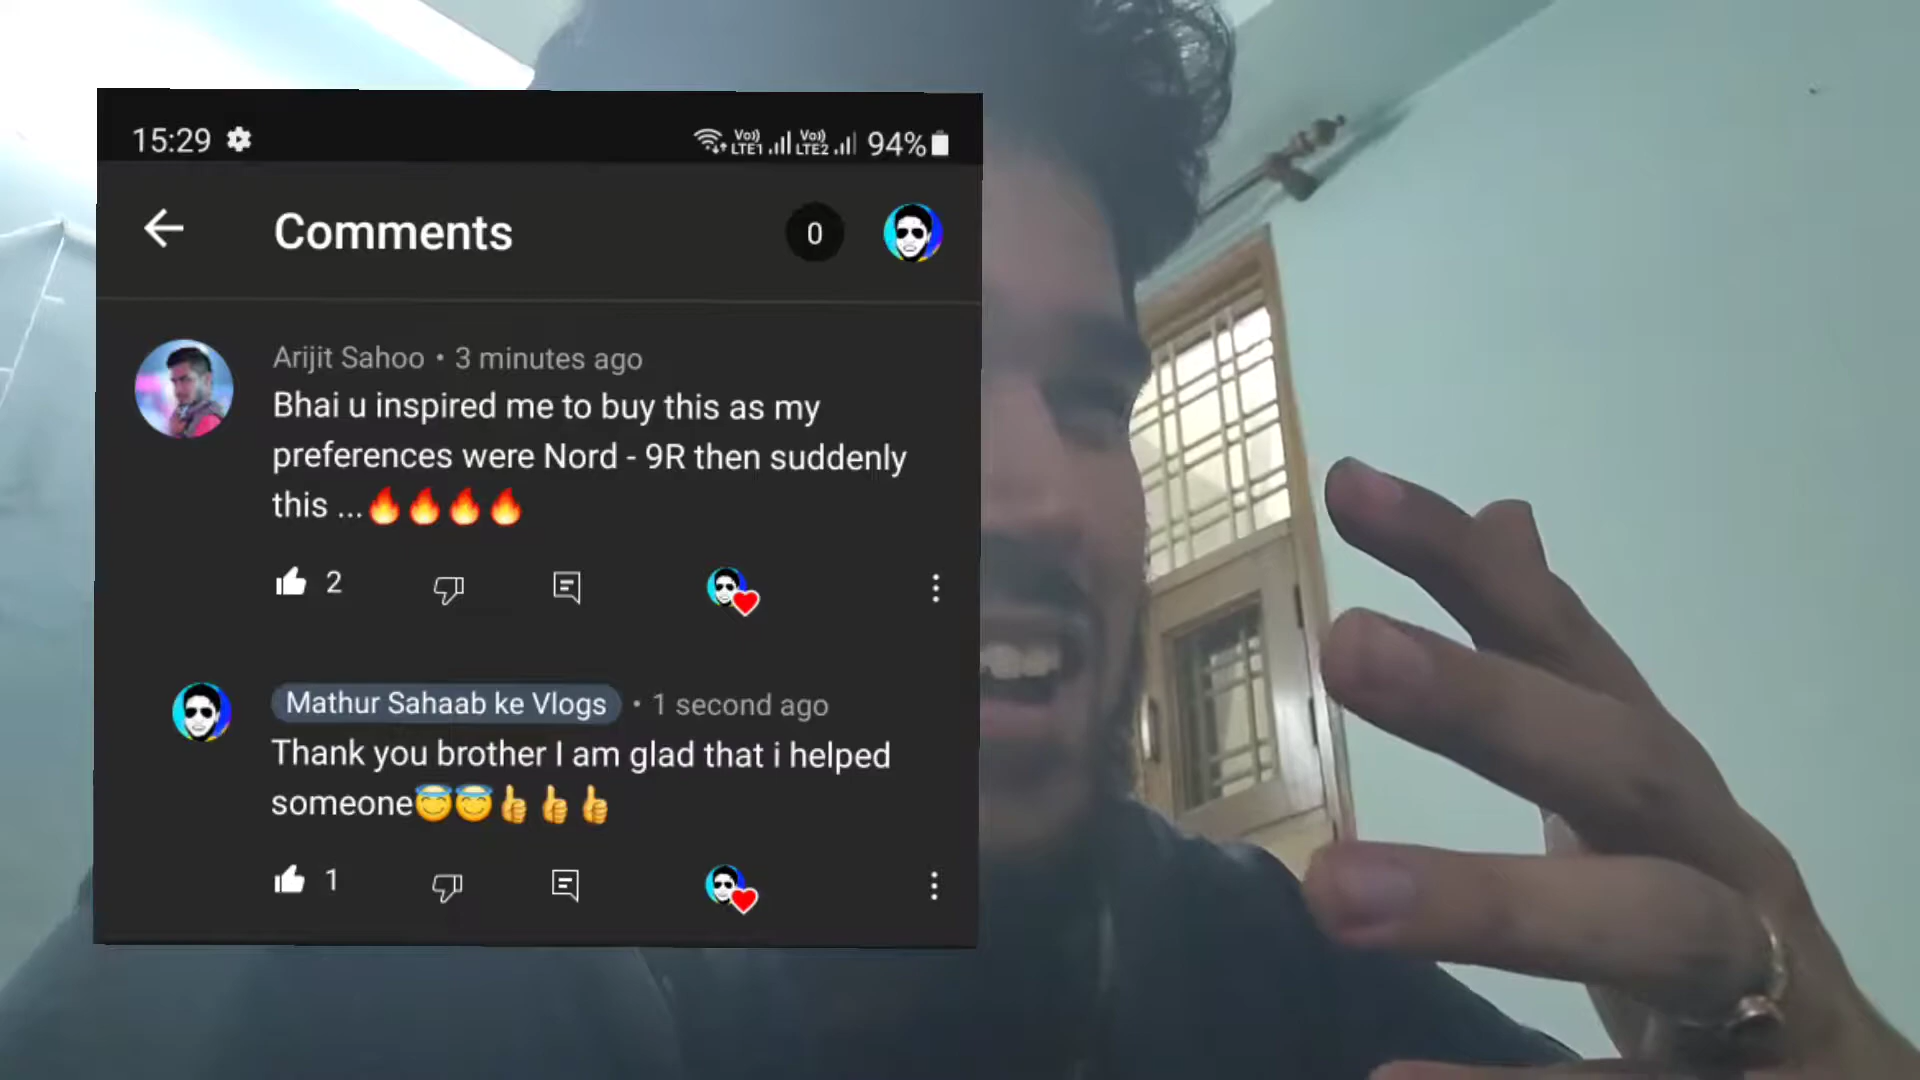 15:29 Vo)) LTE1 Vo)) LTE2 94%
Comments 0
Arijit Sahoo • 3 minutes ago
Bhai u inspired me to buy this as my
preferences were Nord - 9R then suddenly
this ...🔥🔥🔥🔥
2
Mathur Sahaab ke Vlogs • 1 second ago
Thank you brother I am glad that i helped
someone😇😇👍👍👍
1